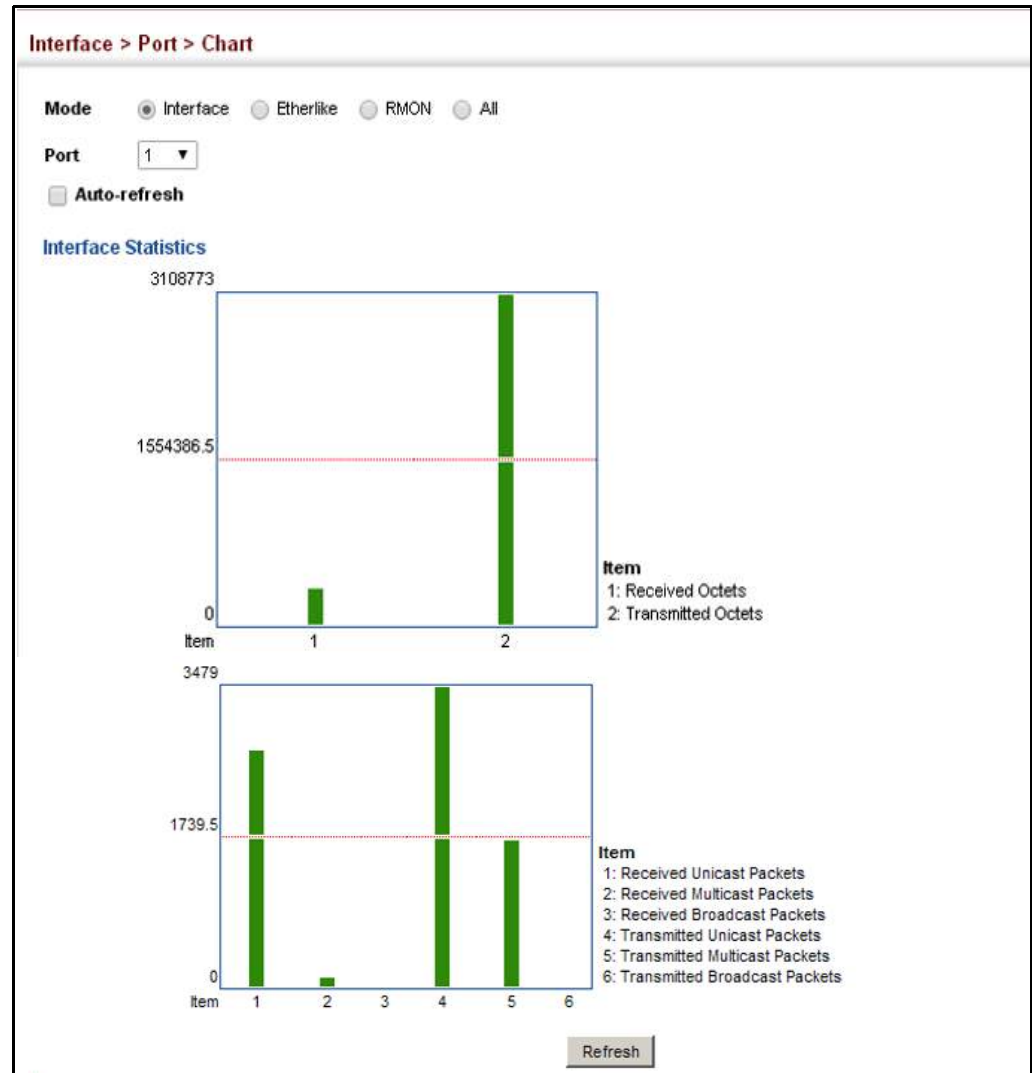 Interface > Port > Chart
Mode Interface Etherlike RMON All
Port 1
Auto-refresh
Interface Statistics
3108773
1554386.5
0
Item 1 2
Item
1: Received Octets
2: Transmitted Octets
3479
1739.5
0
Item 1 2 3 4 5 6
Item
1: Received Unicast Packets
2: Received Multicast Packets
3: Received Broadcast Packets
4: Transmitted Unicast Packets
5: Transmitted Multicast Packets
6: Transmitted Broadcast Packets
Refresh